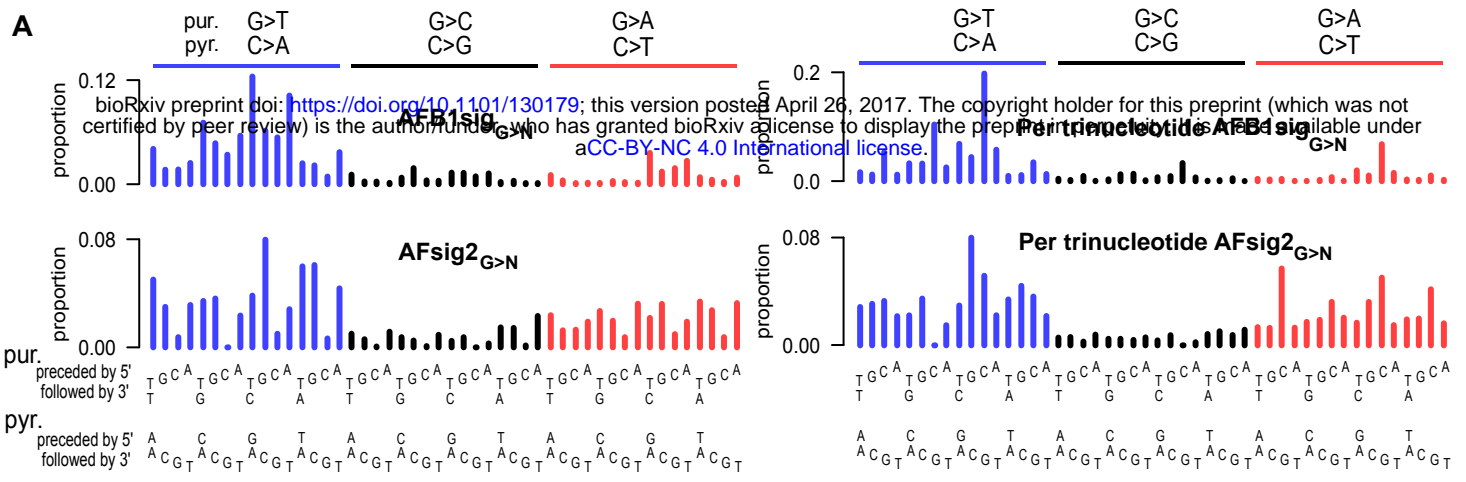 A
pur. G>T G>C G>A G>T G>C G>A
pyr. C>A C>G C>T C>A C>G C>T
0.12 0.2
proportion proportion
bioRxiv preprint doi: https://doi.org/10.1101/130179; this version posted April 26, 2017. The copyright holder for this preprint (which was not
certified by peer review) is the author/funder, who has granted bioRxiv a license to display the preprint in perpetuity. It is made available under
aCC-BY-NC 4.0 International license.
AFB1sigG>N Per trinucleotide AFB1sigG>N
0.00 0.0
0.08 0.08
proportion proportion
AFsig2G>N Per trinucleotide AFsig2G>N
0.00 0.00
pur.
preceded by 5' T G C A T G C A T G C A T G C A T G C A T G C A T G C A T G C A T G C A T G C A T G C A T G C A T G C A T G C A T G C A T G C A T G C A T G C A T G C A T G C A T G C A T G C A T G C A T G C A
followed by 3' T G C A T G C A T G C A T G C A T G C A T G C A
pyr.
preceded by 5' A C G T A C G T A C G T A C G T A C G T A C G T
followed by 3' A C G T A C G T A C G T A C G T A C G T A C G T A C G T A C G T A C G T A C G T A C G T A C G T A C G T A C G T A C G T A C G T A C G T A C G T A C G T A C G T A C G T A C G T A C G T A C G T